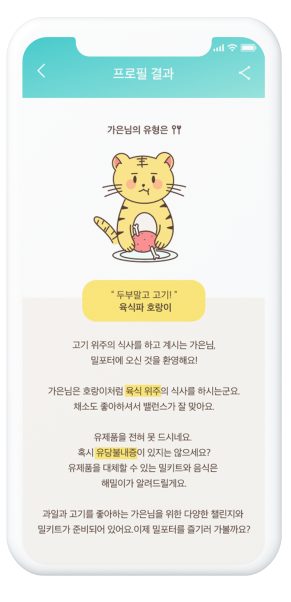 프로필 결과
가은님의 유형은
" 두부말고 고기! "
육식파 호랑이
고기 위주의 식사를 하고 계시는 가은님,
밀포터에 오신 것을 환영해요!
가은님은 호랑이처럼 육식 위주의 식사를 하시는군요.
채소도 좋아하셔서 밸런스가 잘 맞아요.
유제품을 전혀 못 드시네요.
혹시 유당불내증이 있지는 않으세요?
유제품을 대체할 수 있는 밀키트와 음식은
해밀이가 알려드릴게요.
과일과 고기를 좋아하는 가은님을 위한 다양한 챌린지와
밀키트가 준비되어 있어요.이제 밀포터를 즐기러 가볼까요?